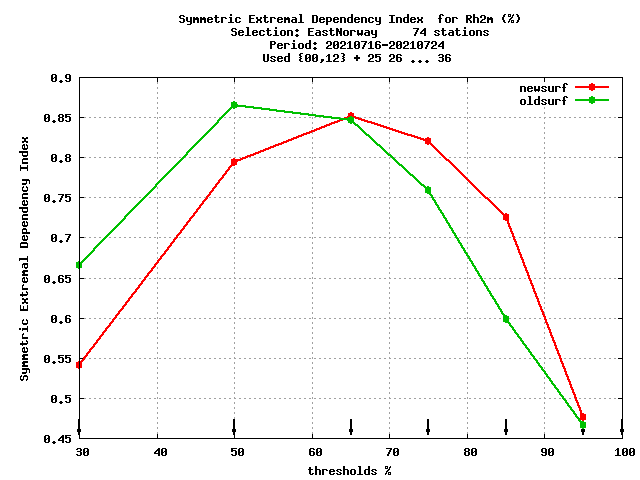 Symmetric Extremal Dependency Index  for Rh2m (%)
Selection: EastNorway     74 stations
Period: 20210716-20210724
Used {00,12} + 25 26 ... 36
newsurf
oldsurf
Symmetric Extremal Dependency Index
0.9
0.85
0.8
0.75
0.7
0.65
0.6
0.55
0.5
0.45
30 40 50 60 70 80 90 100
thresholds %